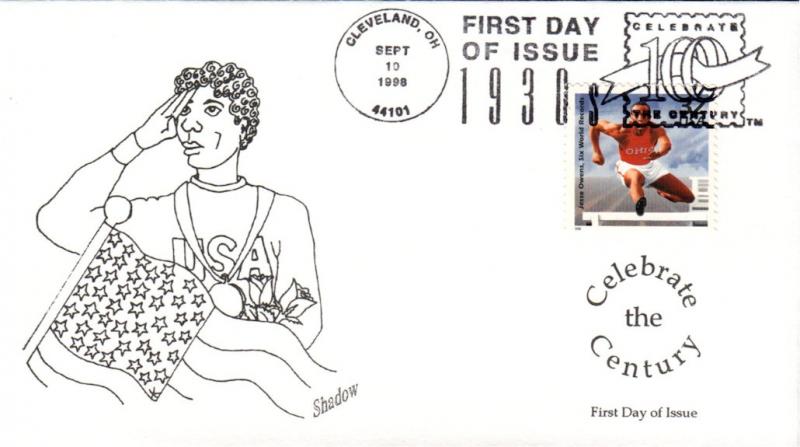 CLEVELAND, OH
SEPT
10
1998
44101
FIRST DAY
OF ISSUE
1930S
CELEBRATE
100
THE CENTURY
TM
Jesse Owens, Six World Records
OHIO
USA
Celebrate
the
Century
Shadow
First Day of Issue